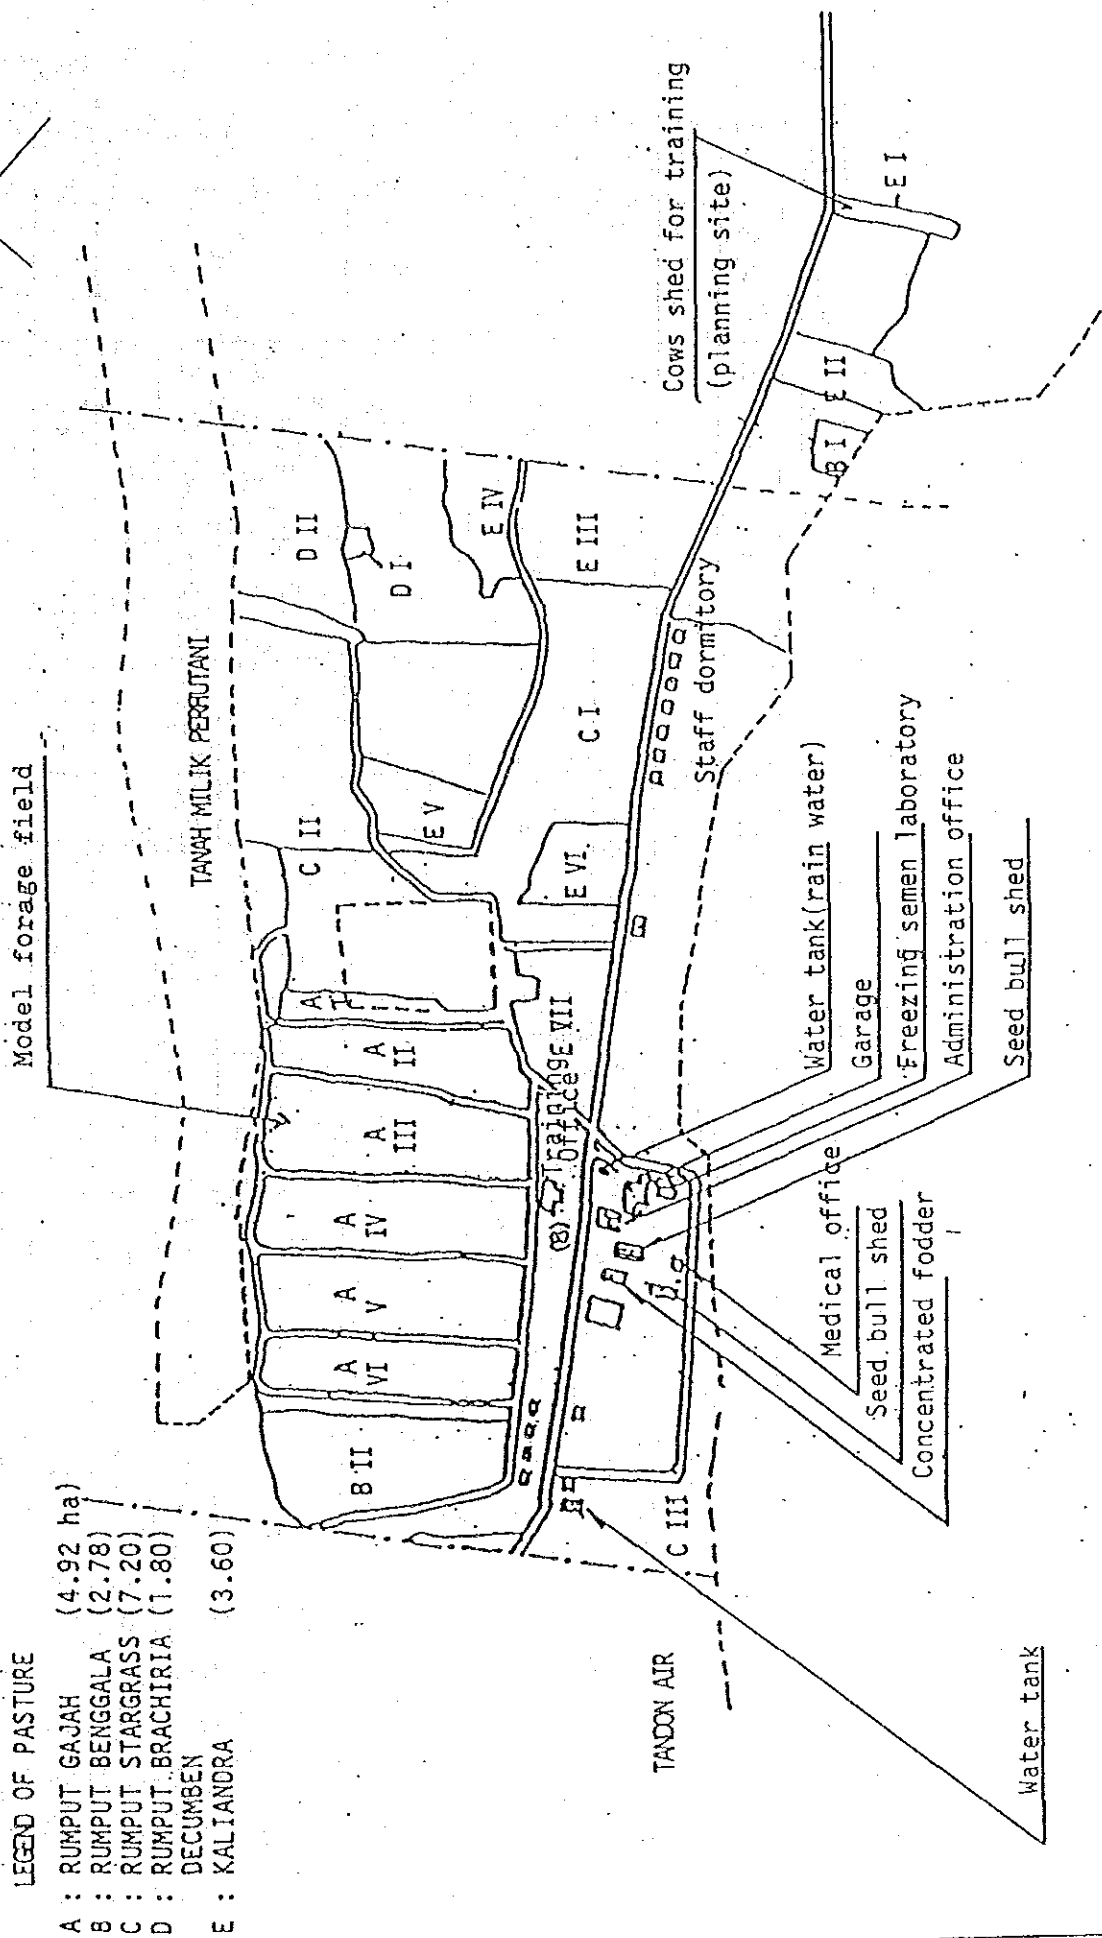 LEGEND OF PASTURE
A : RUMPUT GAJAH (4.92 ha)
B : RUMPUT BENGGALA (2.78)
C : RUMPUT STARGRASS (7.20)
D : RUMPUT BRACHIRIA (1.80)
DECUMBEN
E : KALIANDRA (3.60)
Model forage field
TANAH MILIK PERHUTANI
B II
A
VI
A
V
A
IV
A
III
A
II
A
I
C II
D II
D I
E V
E IV
E III
C I
E VI
E VII
Training
office
(B)
C III
Staff dormitory
B I
E II
E I
Cows shed for training
(planning site)
TANDON AIR
Water tank
Water tank(rain water)
Garage
Freezing semen laboratory
Administration office
Seed bull shed
Medical office
Seed bull shed
Concentrated fodder